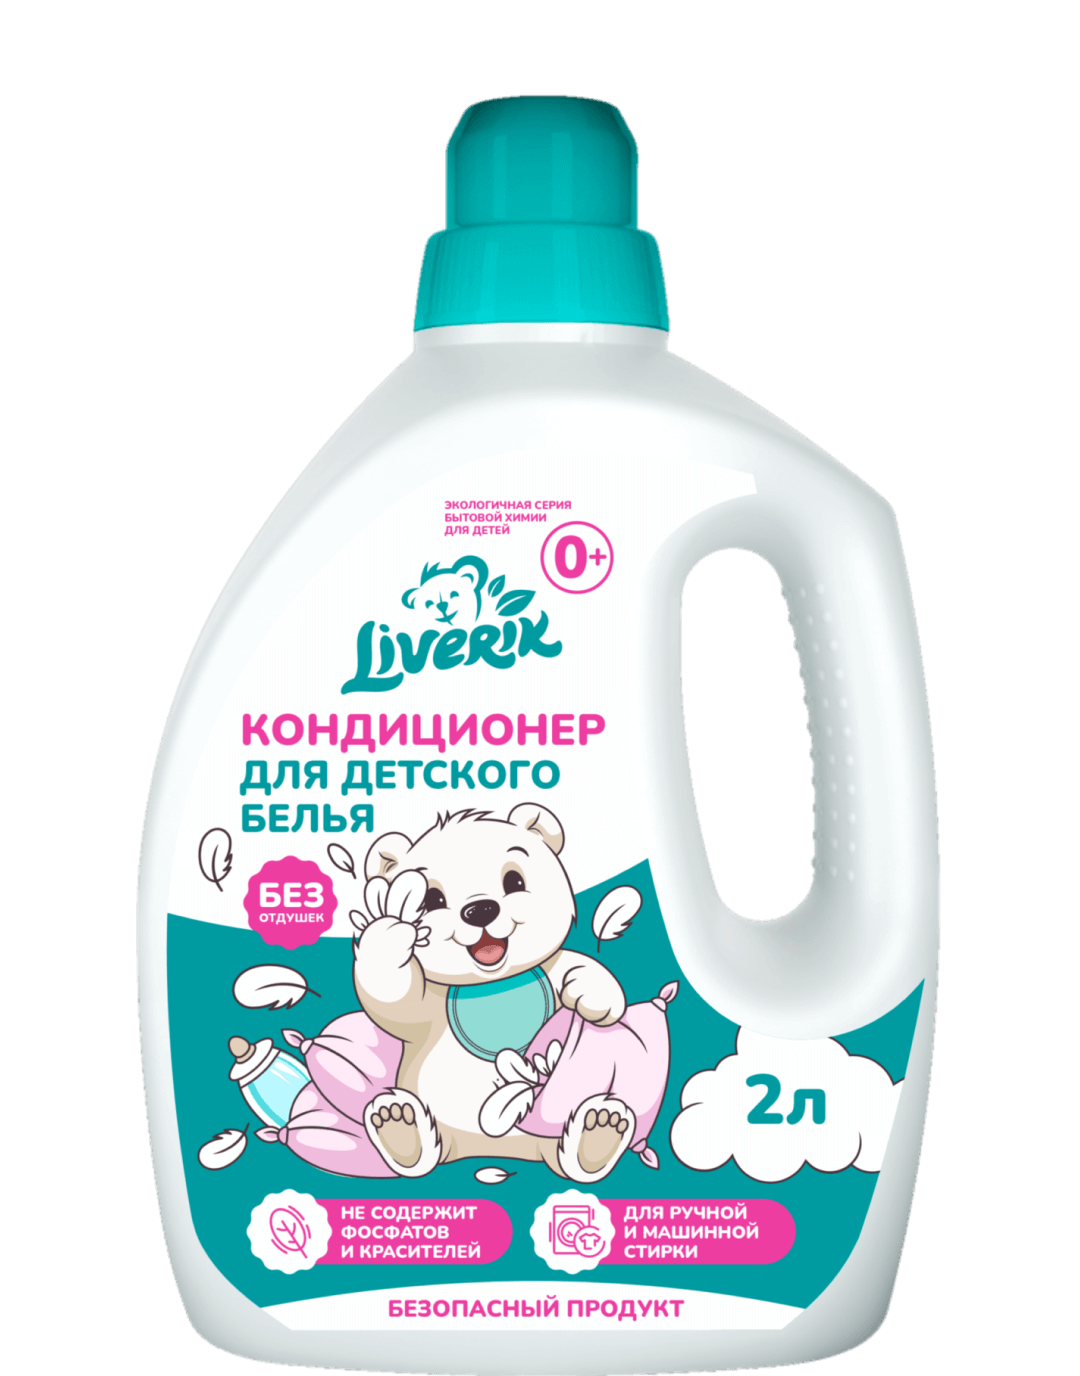 ЭКОЛОГИЧНАЯ СЕРИЯ
БЫТОВОЙ ХИМИИ
ДЛЯ ДЕТЕЙ
0+
LIVERIK
КОНДИЦИОНЕР
ДЛЯ ДЕТСКОГО
БЕЛЬЯ
БЕЗ
ОТДУШЕК
2л
НЕ СОДЕРЖИТ
ФОСФАТОВ
И КРАСИТЕЛЕЙ
ДЛЯ РУЧНОЙ
И МАШИННОЙ
СТИРКИ
БЕЗОПАСНЫЙ ПРОДУКТ